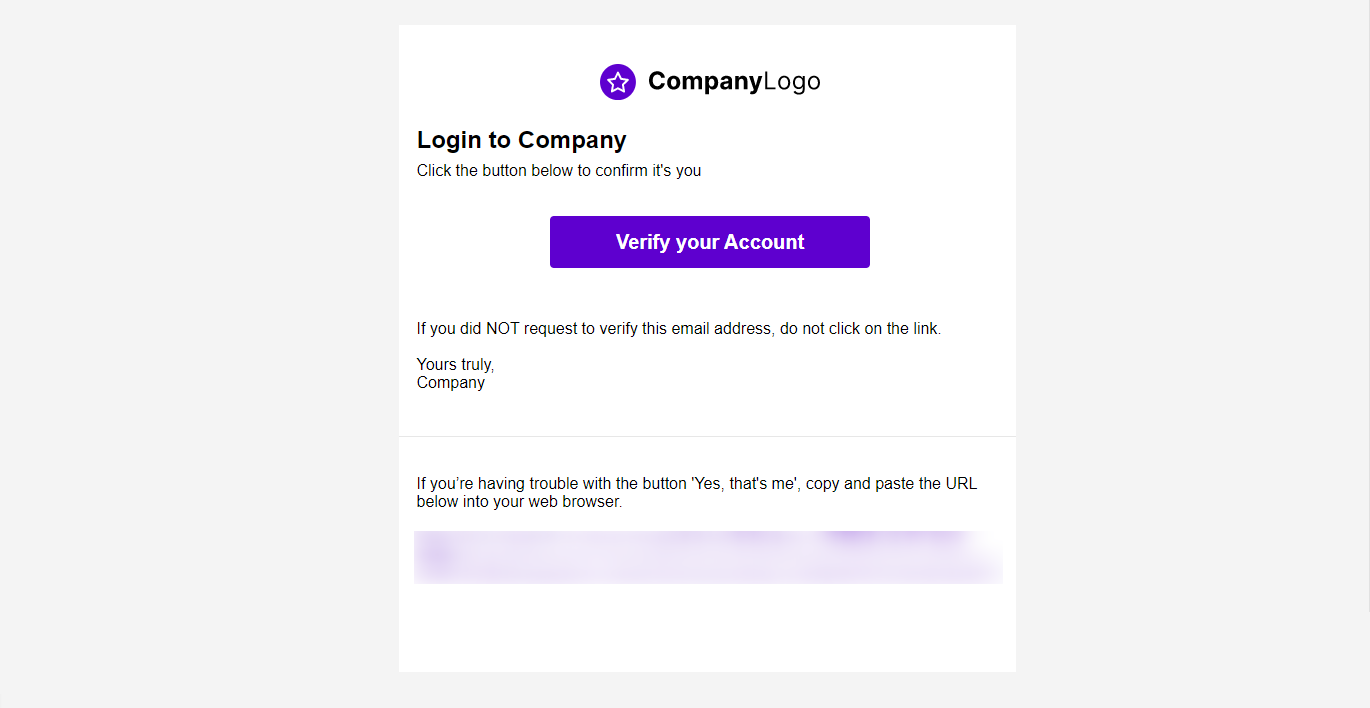 CompanyLogo
Login to Company
Click the button below to confirm it's you
Verify your Account
If you did NOT request to verify this email address, do not click on the link.
Yours truly,
Company
If you’re having trouble with the button 'Yes, that's me', copy and paste the URL
below into your web browser.